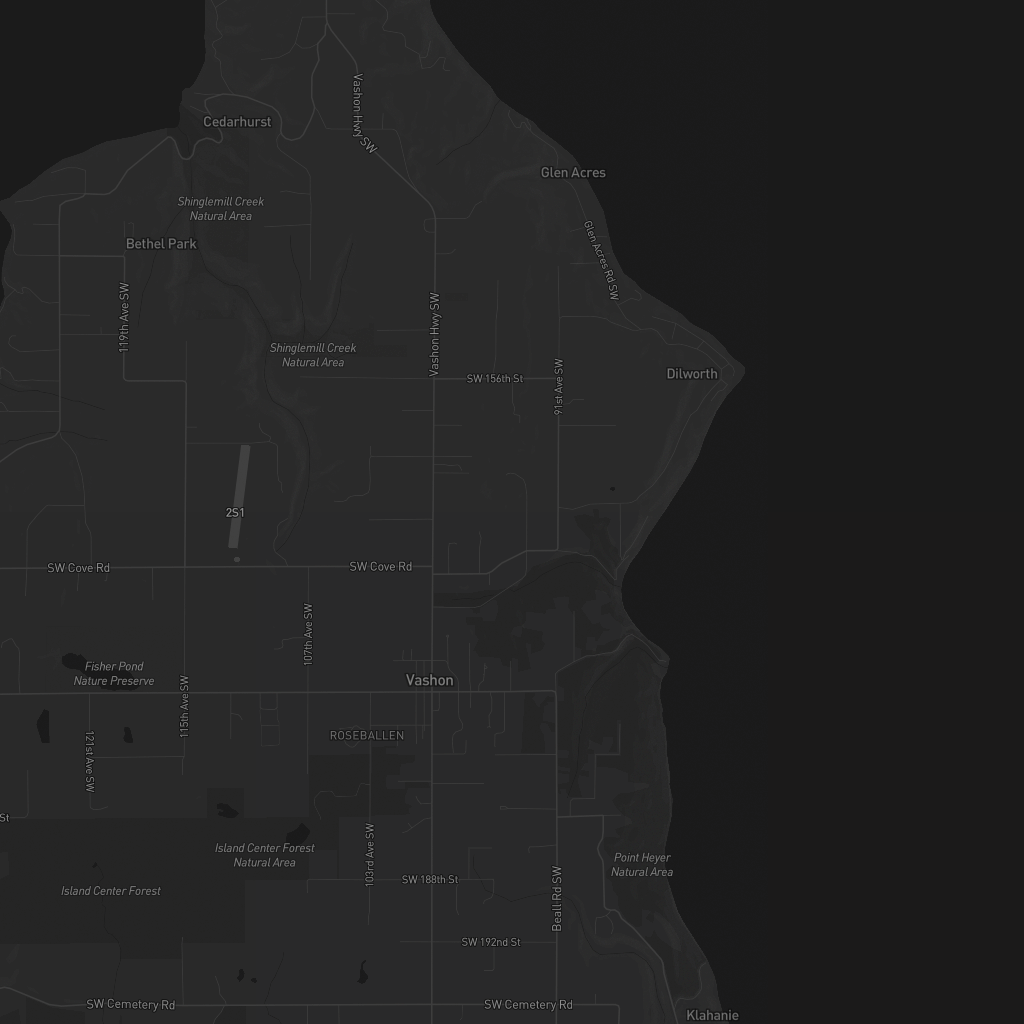 Vashon Hwy SW
Cedarhurst
Glen Acres
Shinglemill Creek
Natural Area
Bethel Park
Glen Acres Rd SW
119th Ave SW
Vashon Hwy SW
Shinglemill Creek
Natural Area
SW 156th St
91st Ave SW
Dilworth
2S1
SW Cove Rd
SW Cove Rd
107th Ave SW
Fisher Pond
Nature Preserve
Vashon
115th Ave SW
121st Ave SW
ROSEBALLEN
St
Island Center Forest
Natural Area
103rd Ave SW
Point Heyer
Natural Area
Island Center Forest
SW 188th St
Beall Rd SW
SW 192nd St
SW Cemetery Rd
SW Cemetery Rd
Klahanie